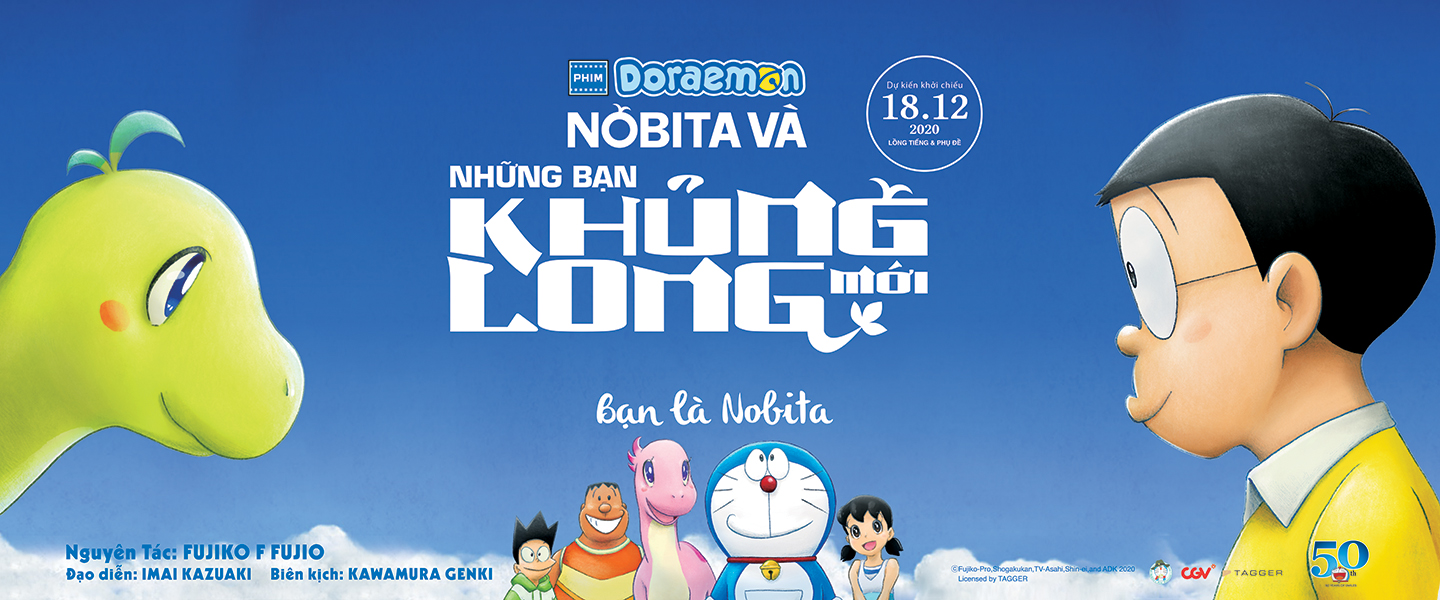 PHIM Doraemon
NOBITA VÀ
NHỮNG BẠN
KHỦNG
LONG MỚI
Dự kiến khởi chiếu
18.12
2020
LỒNG TIẾNG & PHỤ ĐỀ
Bạn là Nobita
Nguyên Tác: FUJIKO F FUJIO
Đạo diễn: IMAI KAZUAKI Biên kịch: KAWAMURA GENKI
©Fujiko-Pro,Shogakukan,TV-Asahi,Shin-ei,and ADK 2020
Licensed by TAGGER
CGV
TAGGER
50th